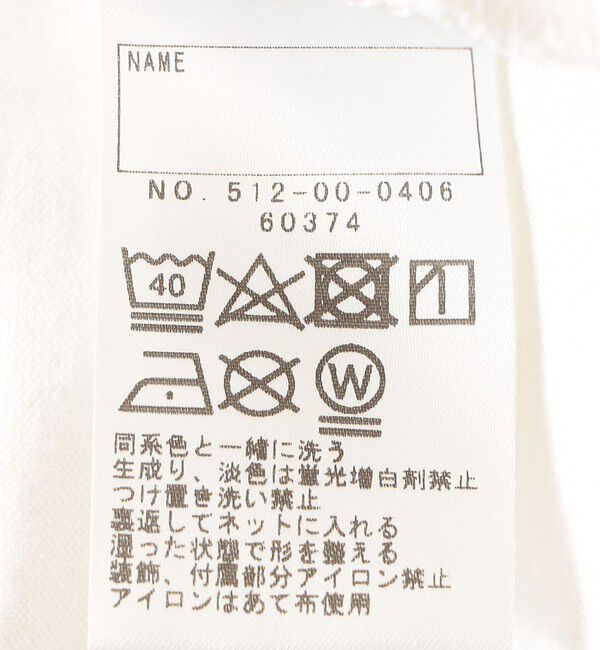 NAME
NO. 512-00-0406
60374
40
W
同系色と一緒に洗う
生成り、淡色は蛍光増白剤禁止
つけ置き洗い禁止
裏返してネットに入れる
湿った状態で形を整える
装飾、付属部分アイロン禁止
アイロンはあて布使用